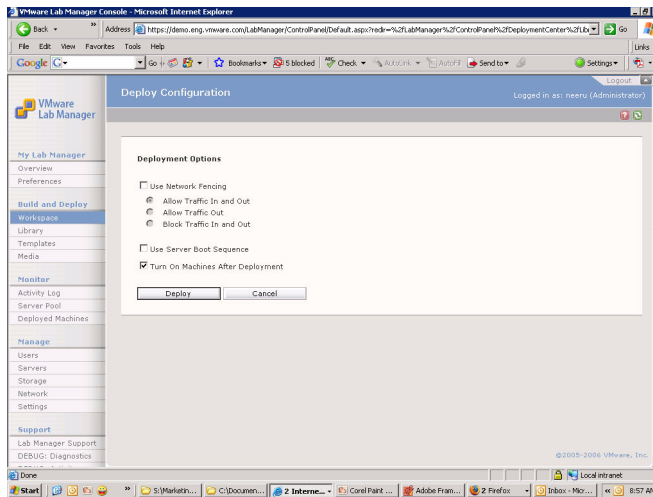 VMware Lab Manager Console - Microsoft Internet Explorer
Back
Address https://demo.eng.vmware.com/LabManager/ControlPanel/Default.aspx?redir=%2fLabManager%2fControlPanel%2fDeploymentCenter%2fLib Go
File Edit View Favorites Tools Help
Links
Google G Go Bookmarks 5 blocked Check AutoLink AutoFill Send to Settings
Logout
VMware
Lab Manager
Deploy Configuration
Logged in as: neeru (Administrator)
My Lab Manager
Overview
Preferences
Build and Deploy
Workspace
Library
Templates
Media
Monitor
Activity Log
Server Pool
Deployed Machines
Manage
Users
Servers
Storage
Network
Settings
Support
Lab Manager Support
DEBUG: Diagnostics
Deployment Options
Use Network Fencing
Allow Traffic In and Out
Allow Traffic Out
Block Traffic In and Out
Use Server Boot Sequence
Turn On Machines After Deployment
Deploy Cancel
©2005-2006 VMware, Inc.
Done
Local intranet
Start S:\Marketin... C:\Documen... 2 Interne... Corel Paint ... Adobe Fram... 2 Firefox Inbox - Micr... 8:57 AM